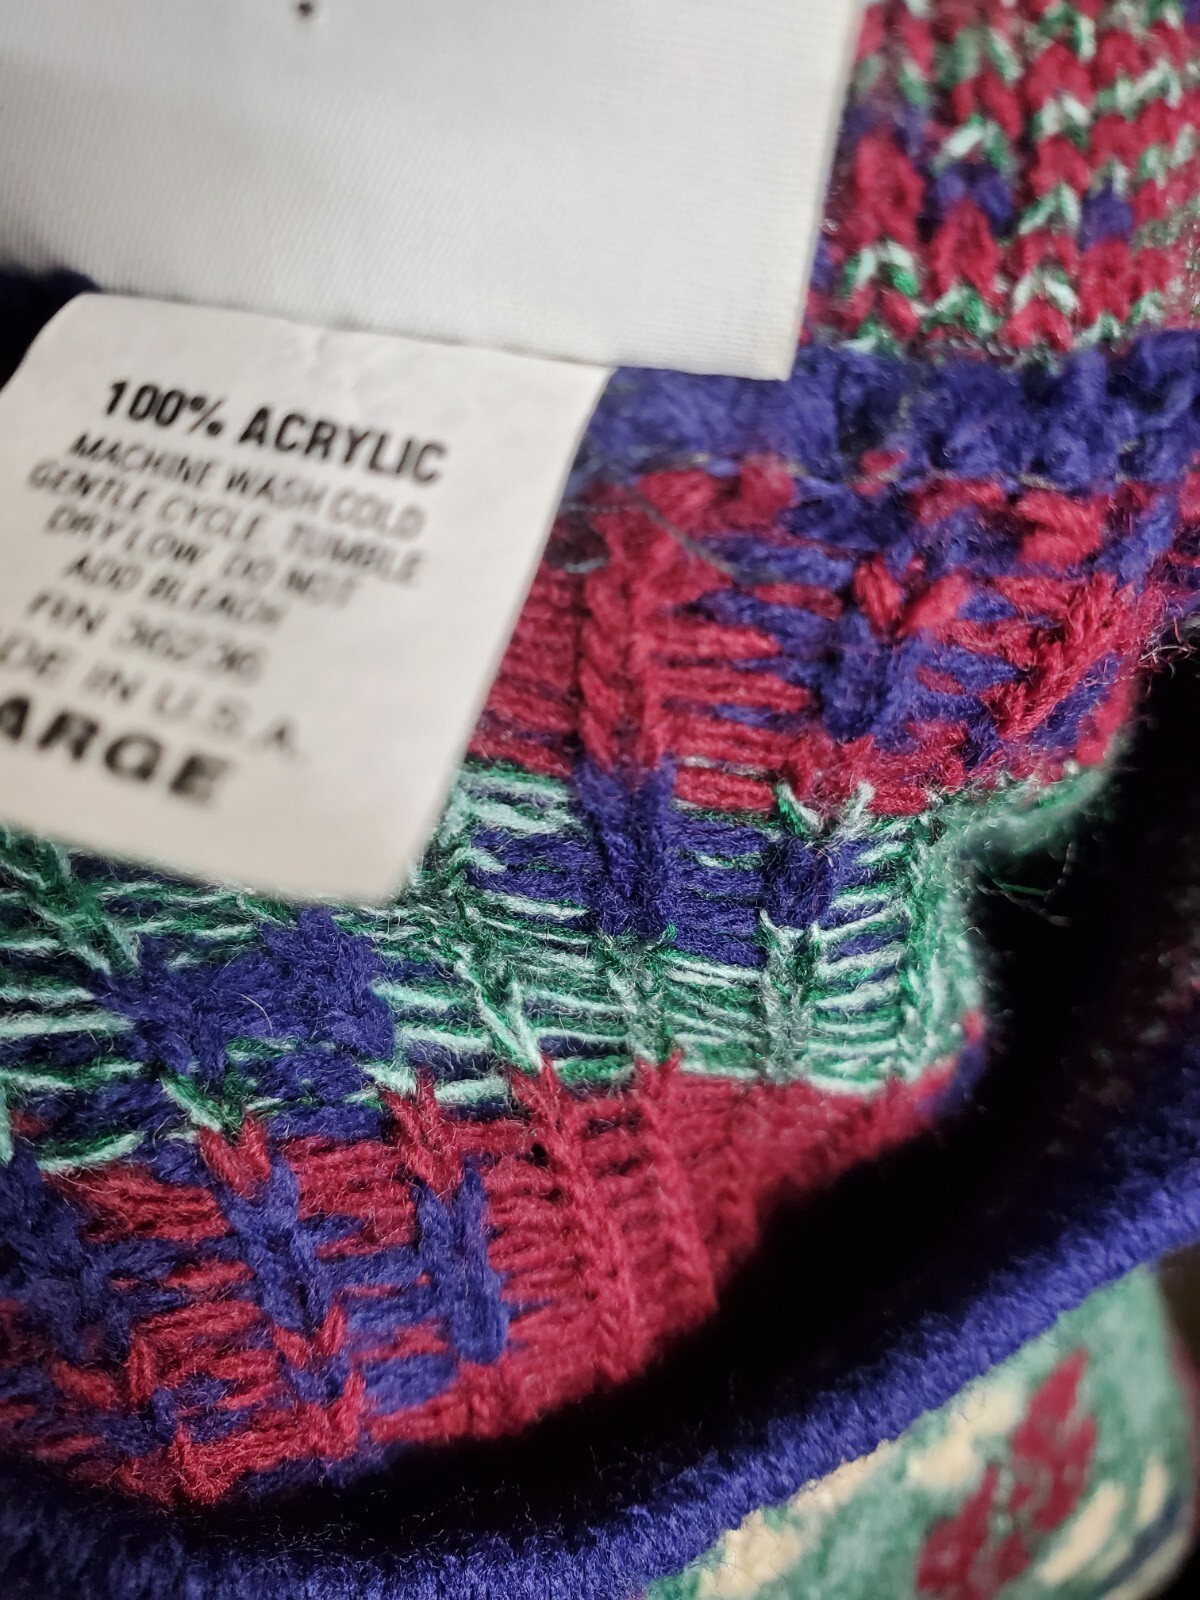 100% ACRYLIC
MACHINE WASH COLD
GENTLE CYCLE. TUMBLE
DRY LOW. DO NOT
ADD BLEACH
RN 36236
DE IN U.S.A.
ARGE